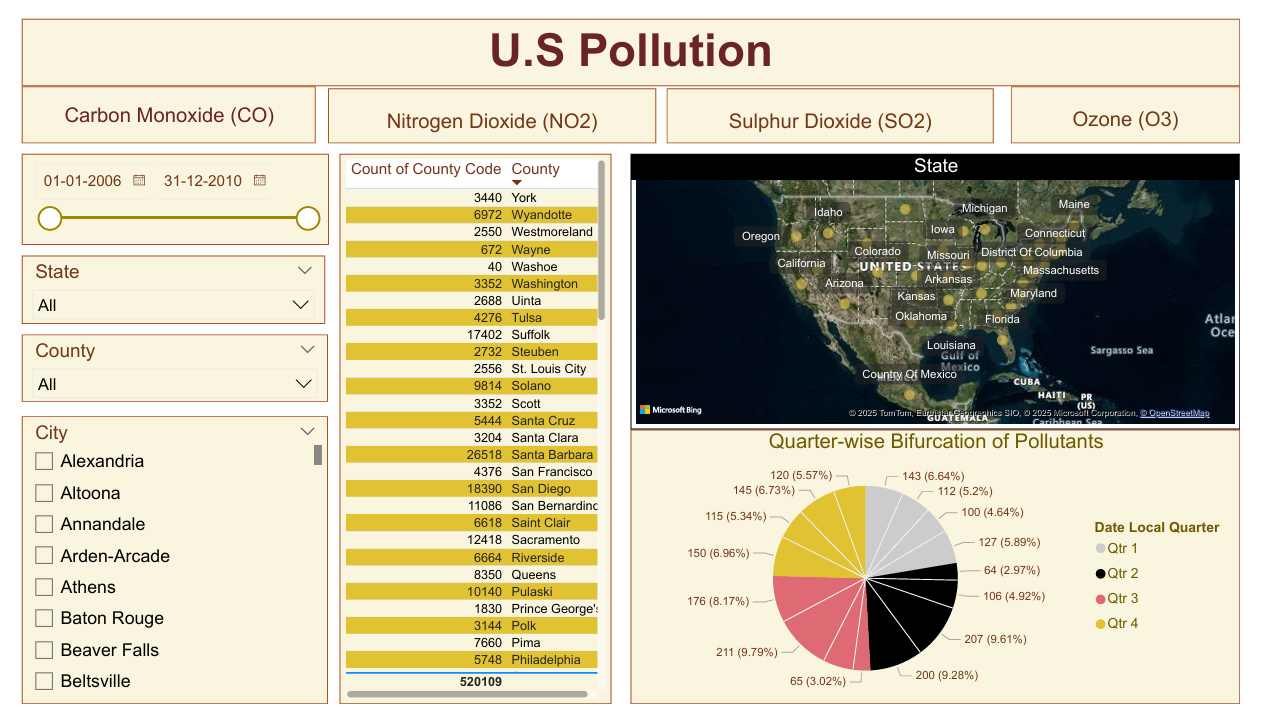 U.S Pollution
Carbon Monoxide (CO)
Nitrogen Dioxide (NO2)
Sulphur Dioxide (SO2)
Ozone (O3)
01-01-2006
31-12-2010
State
All
County
All
City
Alexandria
Altoona
Annandale
Arden-Arcade
Athens
Baton Rouge
Beaver Falls
Beltsville
Count of County Code County
3440 York
6972 Wyandotte
2550 Westmoreland
672 Wayne
40 Washoe
3352 Washington
2688 Uinta
4276 Tulsa
17402 Suffolk
2732 Steuben
2556 St. Louis City
9814 Solano
3352 Scott
5444 Santa Cruz
3204 Santa Clara
26518 Santa Barbara
4376 San Francisco
18390 San Diego
11086 San Bernardino
6618 Saint Clair
12418 Sacramento
6664 Riverside
8350 Queens
10140 Pulaski
1830 Prince George's
3144 Polk
7660 Pima
5748 Philadelphia
520109
State
Idaho
Michigan
Maine
Oregon
Iowa
Connecticut
Colorado
Missouri
District Of Columbia
California
UNITED STATES
Massachusetts
Arizona
Arkansas
Kansas
Maryland
Oklahoma
Florida
Louisiana
Gulf of
Mexico
Atlan
Oce
Sargasso Sea
Country Of Mexico
MEXICO
CUBA
HAITI
PR
(US)
Microsoft Bing
© 2025 TomTom, Earthstar Geographics SIO, © 2025 Microsoft Corporation, © OpenStreetMap
GUATEMALA
Caribbean Sea
Quarter-wise Bifurcation of Pollutants
120 (5.57%)
143 (6.64%)
145 (6.73%)
112 (5.2%)
115 (5.34%)
100 (4.64%)
150 (6.96%)
127 (5.89%)
64 (2.97%)
176 (8.17%)
106 (4.92%)
207 (9.61%)
211 (9.79%)
200 (9.28%)
65 (3.02%)
Date Local Quarter
Qtr 1
Qtr 2
Qtr 3
Qtr 4